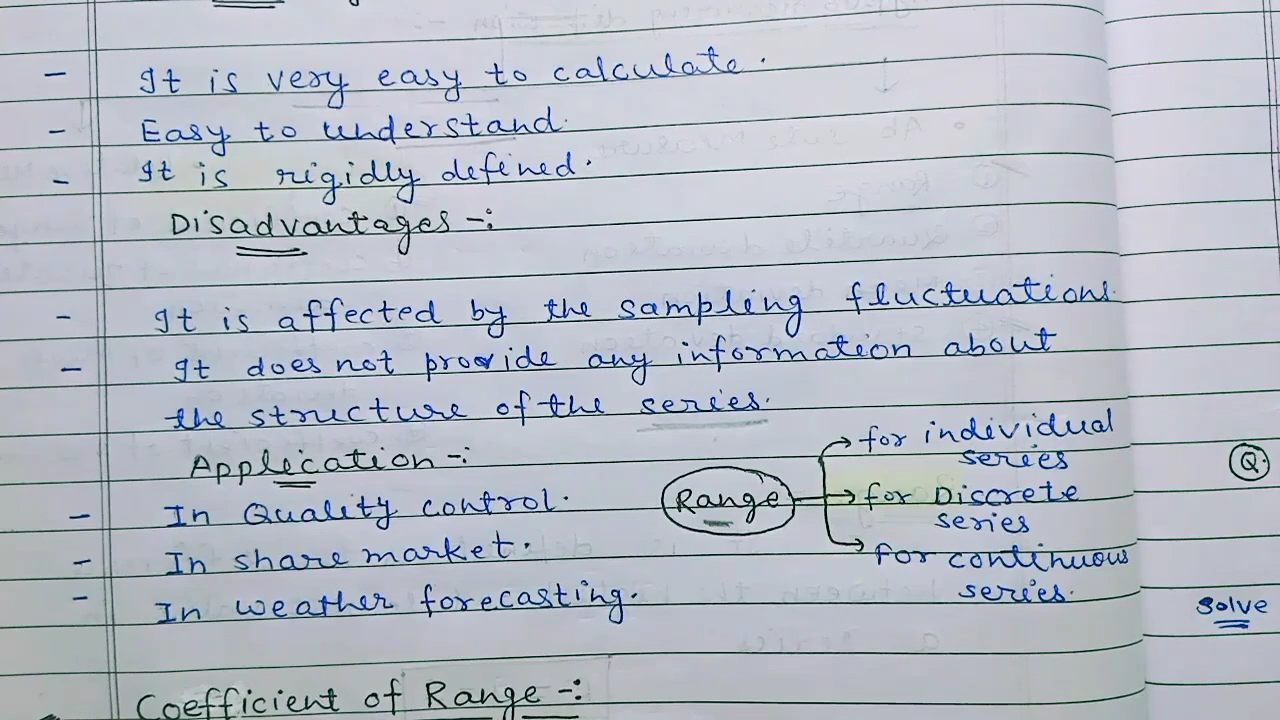 - It is very easy to calculate.
- Easy to understand.
- It is rigidly defined.
Disadvantages -:
- It is affected by the sampling fluctuations.
- It does not provide any information about
the structure of the series.
Application -:
- In Quality control.
- In share market.
- In weather forecasting.
Range
→ for individual
series
→ for Discrete
series
→ For continuous
series.
Coefficient of Range -:
Q.
Solve